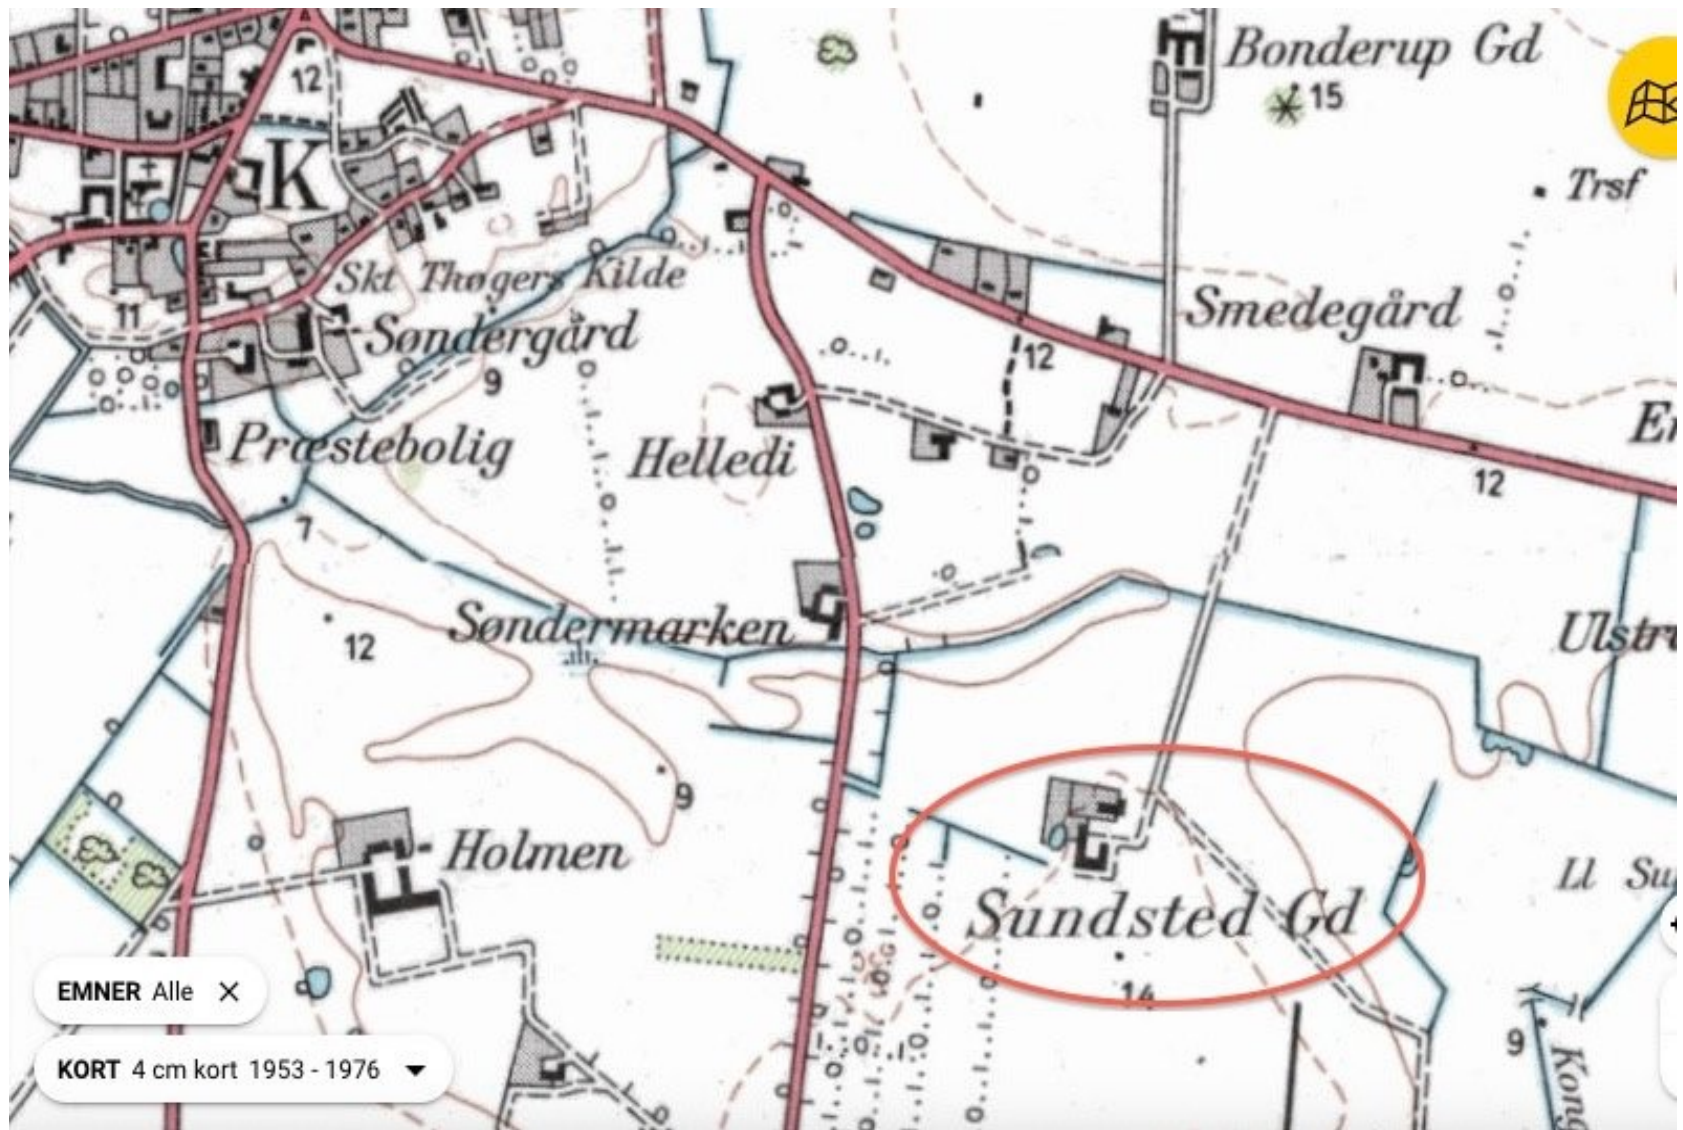 Bonderup Gd
12
15
K
Trsf
Skt Thøgers Kilde
11
Smedegård
Søndergård
12
9
Præstebolig
Helledi
12
7
Søndermarken
12
9
Holmen
Sundsted Gd
14
EMNER Alle
KORT 4 cm kort 1953 - 1976
9